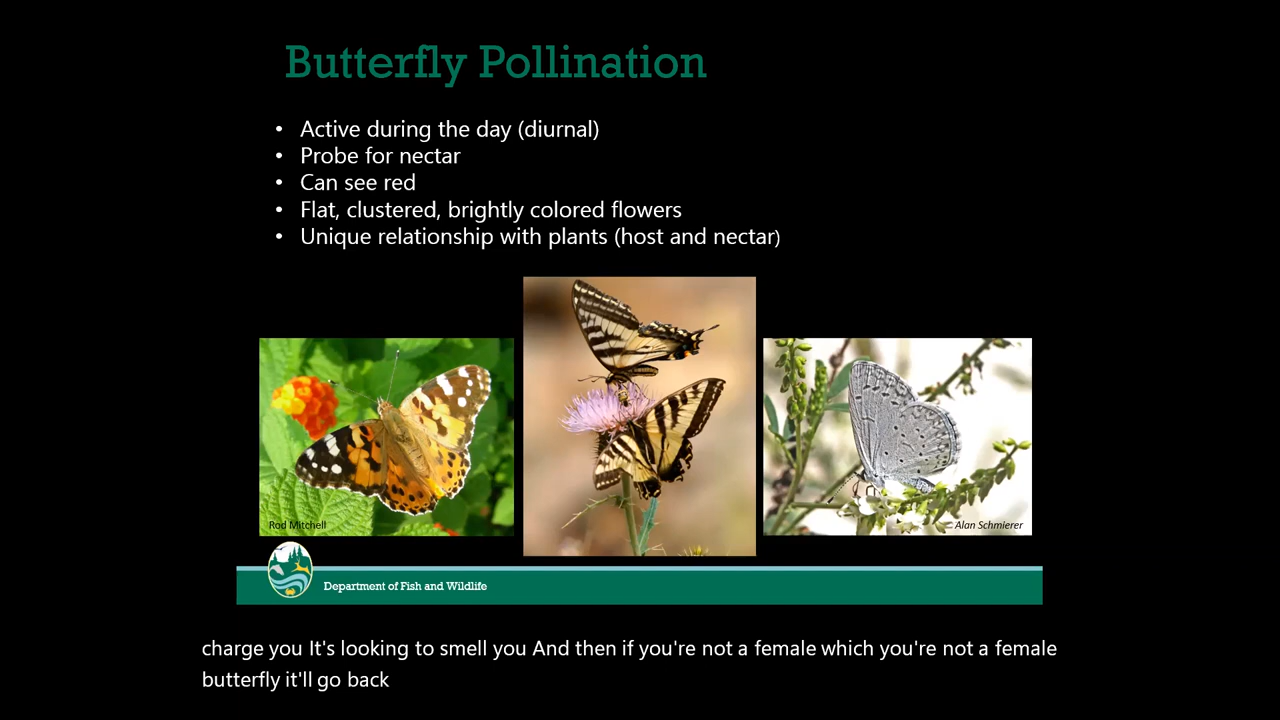 Butterfly Pollination
• Active during the day (diurnal)
• Probe for nectar
• Can see red
• Flat, clustered, brightly colored flowers
• Unique relationship with plants (host and nectar)
Rod Mitchell
Alan Schmierer
Department of Fish and Wildlife
charge you It's looking to smell you And then if you're not a female which you're not a female
butterfly it'll go back